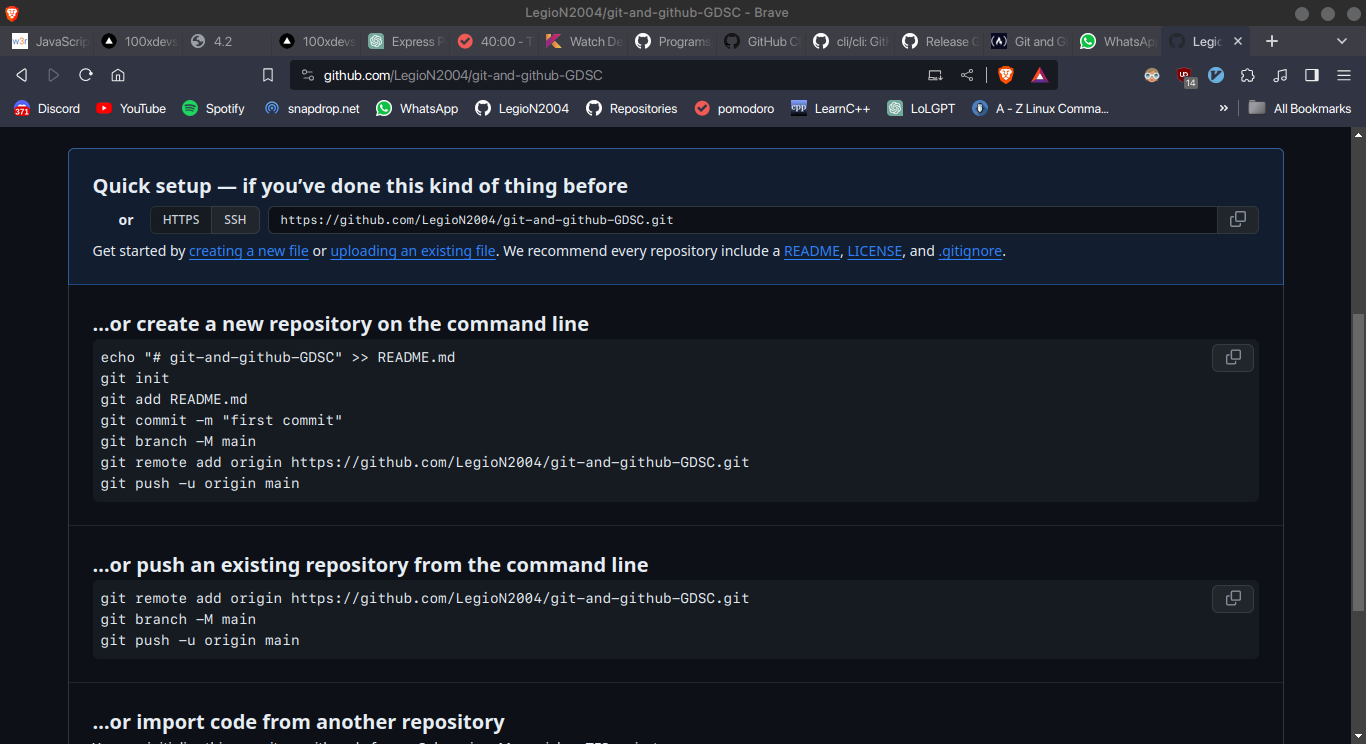 LegioN2004/git-and-github-GDSC - Brave
w3r JavaScrip 100xdevs 4.2 100xdevs Express P 40:00 - T Watch De Programs GitHub Cl cli/cli: Git Release Git and Gi WhatsAp Legio
github.com/LegioN2004/git-and-github-GDSC 14
371 Discord YouTube Spotify snapdrop.net WhatsApp LegioN2004 Repositories pomodoro cpp LearnC++ LoLGPT A - Z Linux Comma... » All Bookmarks
Quick setup — if you’ve done this kind of thing before
or HTTPS SSH https://github.com/LegioN2004/git-and-github-GDSC.git
Get started by creating a new file or uploading an existing file. We recommend every repository include a README, LICENSE, and .gitignore.
…or create a new repository on the command line
echo "# git-and-github-GDSC" >> README.md
git init
git add README.md
git commit -m "first commit"
git branch -M main
git remote add origin https://github.com/LegioN2004/git-and-github-GDSC.git
git push -u origin main
…or push an existing repository from the command line
git remote add origin https://github.com/LegioN2004/git-and-github-GDSC.git
git branch -M main
git push -u origin main
…or import code from another repository